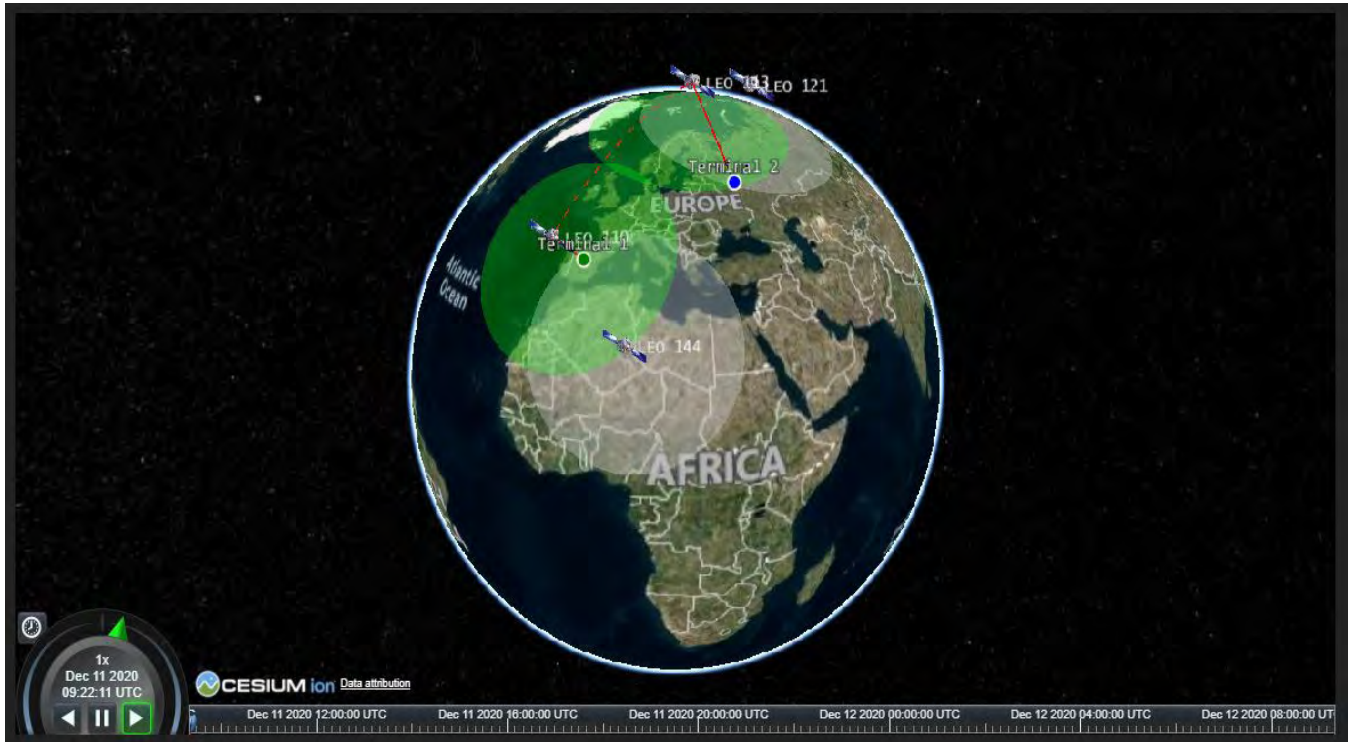 LEO 121
Terminal 2
EUROPE
Terminal 1
Atlantic
Ocean
LEO 144
AFRICA
1x
Dec 11 2020
09:22:11 UTC
CESIUM ion Data attribution
Dec 11 2020 12:00:00 UTC Dec 11 2020 16:00:00 UTC Dec 11 2020 20:00:00 UTC Dec 12 2020 00:00:00 UTC Dec 12 2020 04:00:00 UTC Dec 12 2020 08:00:00 UT